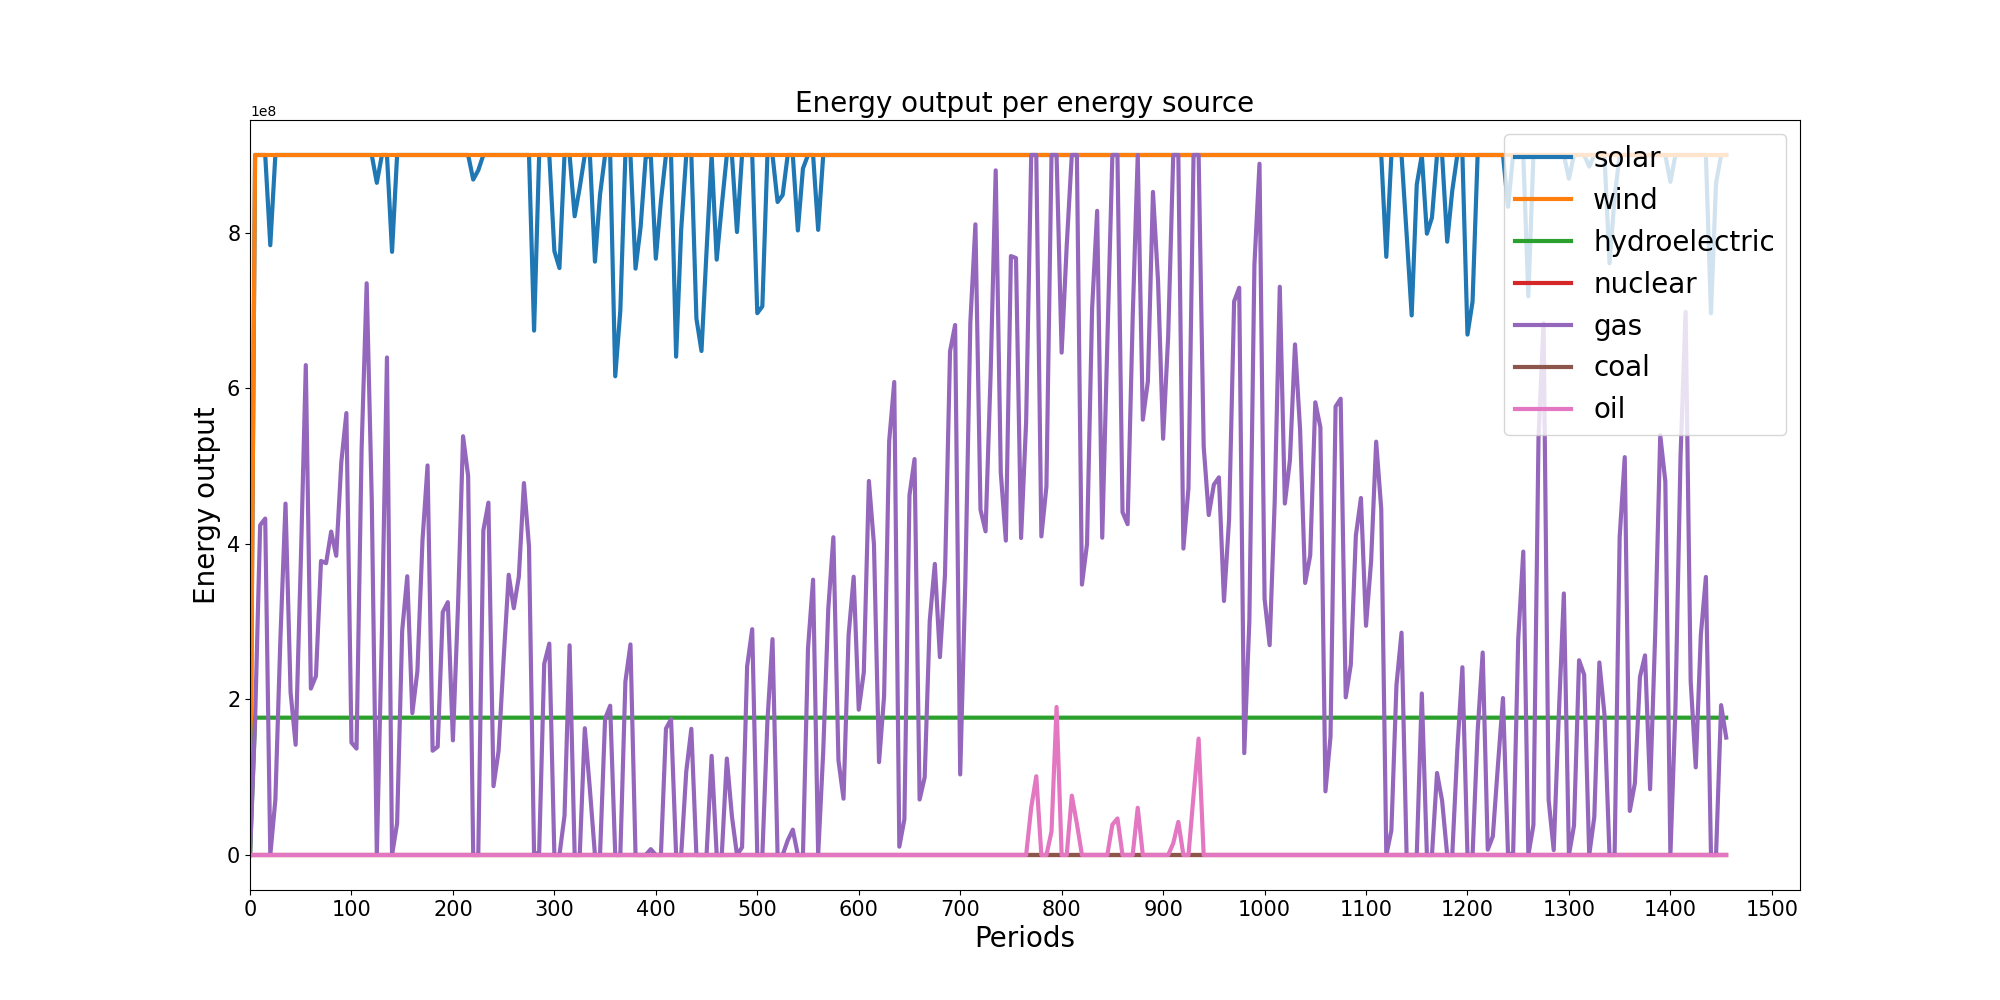 Energy output per energy source
1e8
solar
wind
hydroelectric
nuclear
gas
coal
oil
8
6
4
2
0
Energy output
0 100 200 300 400 500 600 700 800 900 1000 1100 1200 1300 1400 1500
Periods